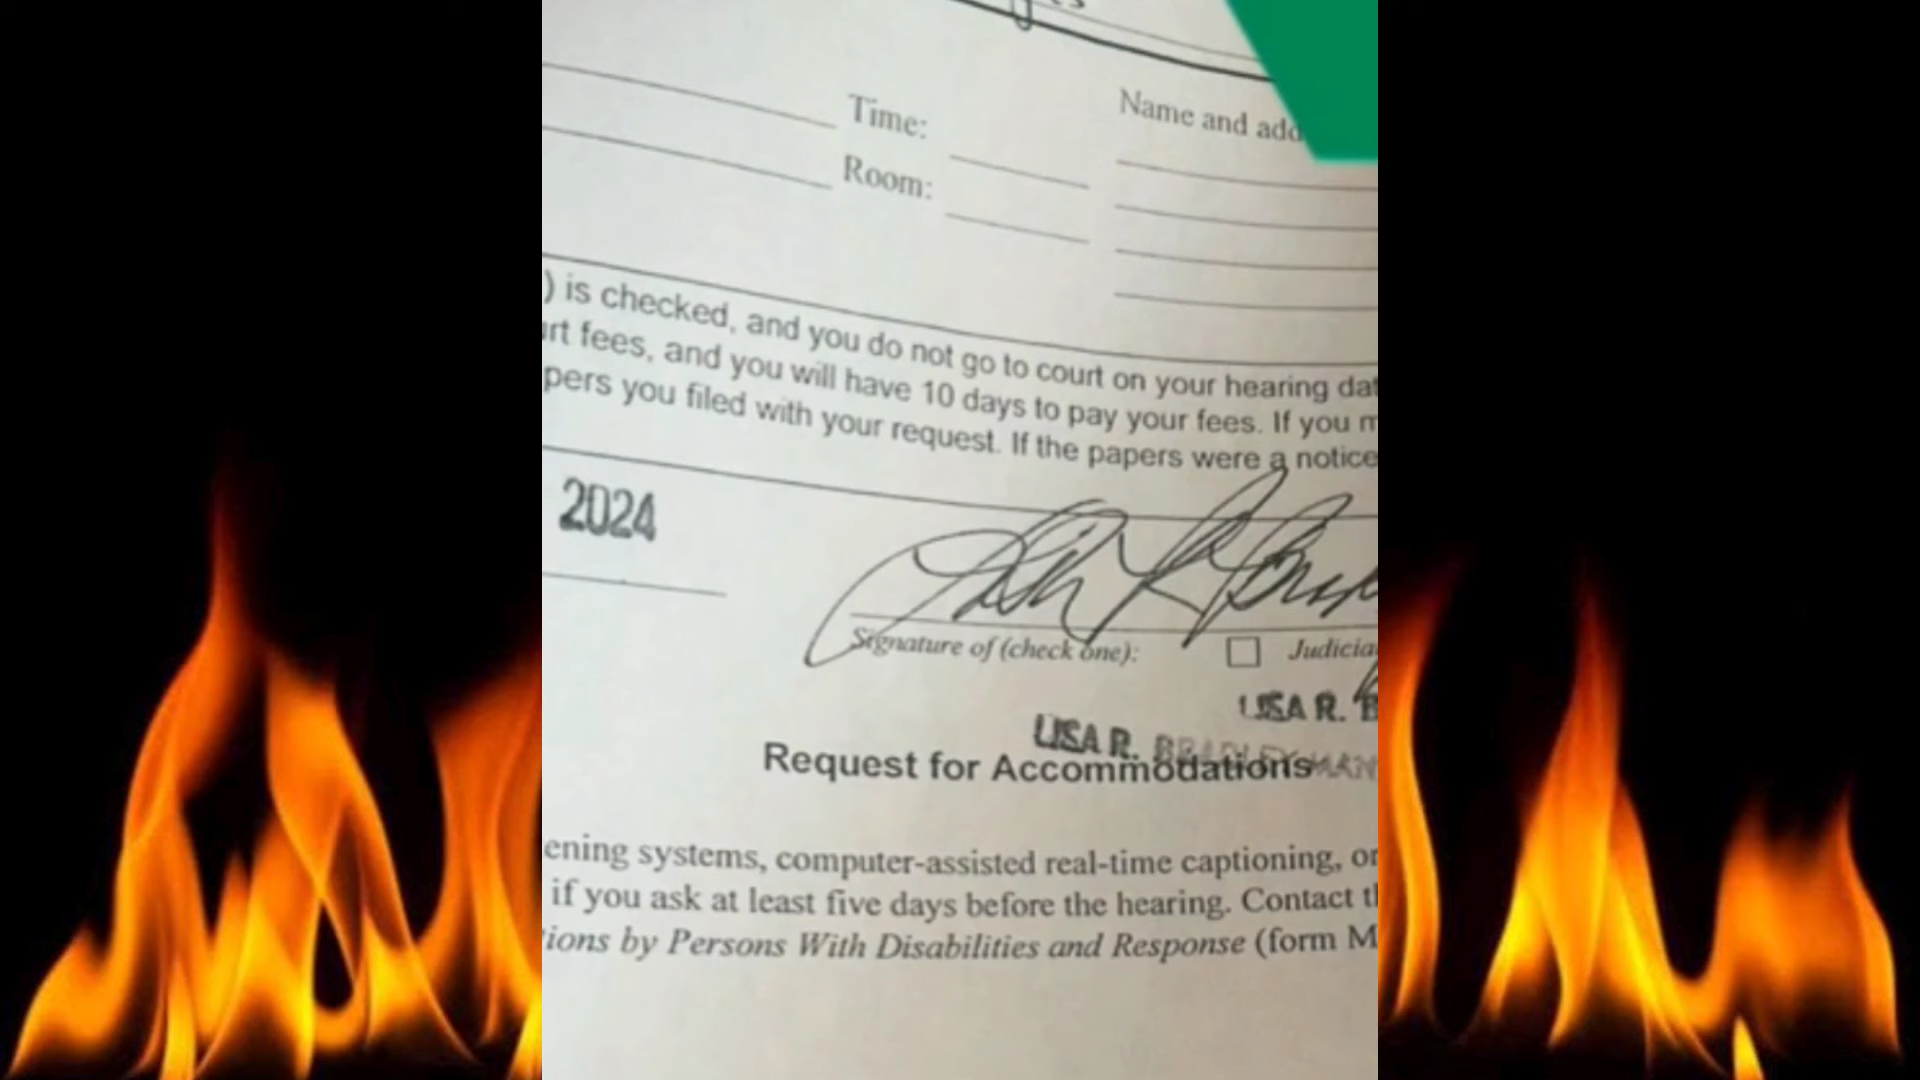 Time:
Name and add
Room:
) is checked, and you do not go to court on your hearing dat
rt fees, and you will have 10 days to pay your fees. If you m
pers you filed with your request. If the papers were a notice
2024
Signature of (check one):
Judicia
LISA R. B
LISA R. BRADLEY MAN
Request for Accommodations
ening systems, computer-assisted real-time captioning, or
if you ask at least five days before the hearing. Contact t
ions by Persons With Disabilities and Response (form M